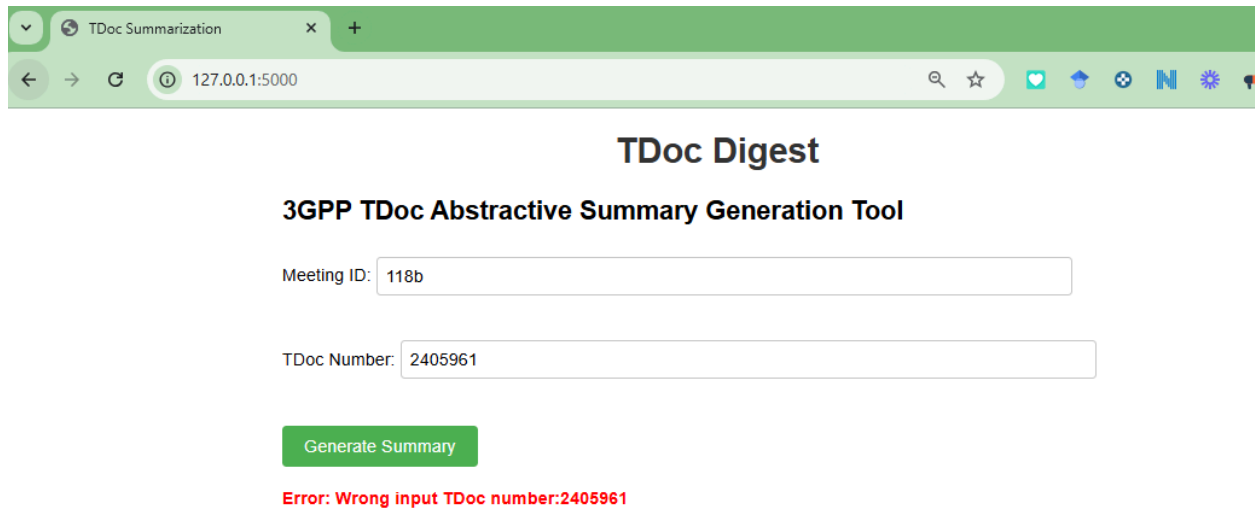 TDoc Summarization
127.0.0.1:5000
TDoc Digest
3GPP TDoc Abstractive Summary Generation Tool
Meeting ID: 118b
TDoc Number: 2405961
Generate Summary
Error: Wrong input TDoc number:2405961